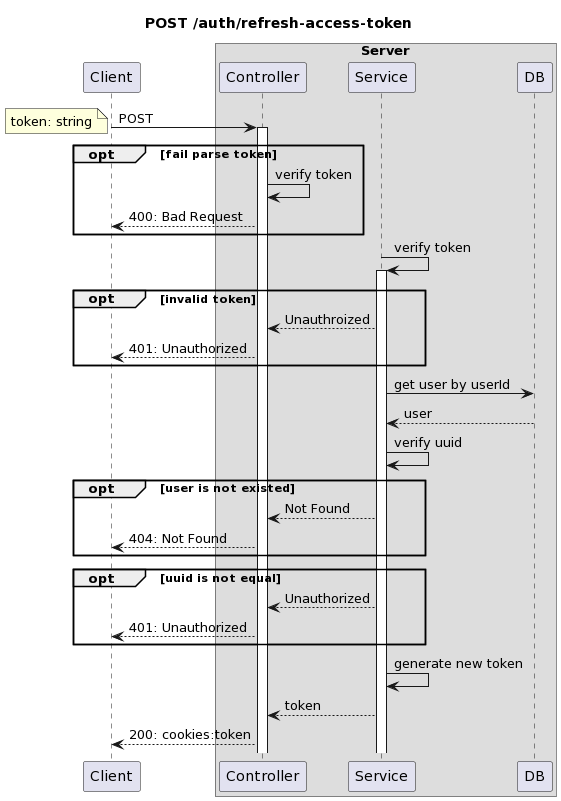 POST /auth/refresh-access-token
Server
Client Controller Service DB
token: string
POST
opt [fail parse token]
verify token
400: Bad Request
verify token
opt [invalid token]
Unauthroized
401: Unauthorized
get user by userId
user
verify uuid
opt [user is not existed]
Not Found
404: Not Found
opt [uuid is not equal]
Unauthorized
401: Unauthorized
generate new token
token
200: cookies:token
Client Controller Service DB